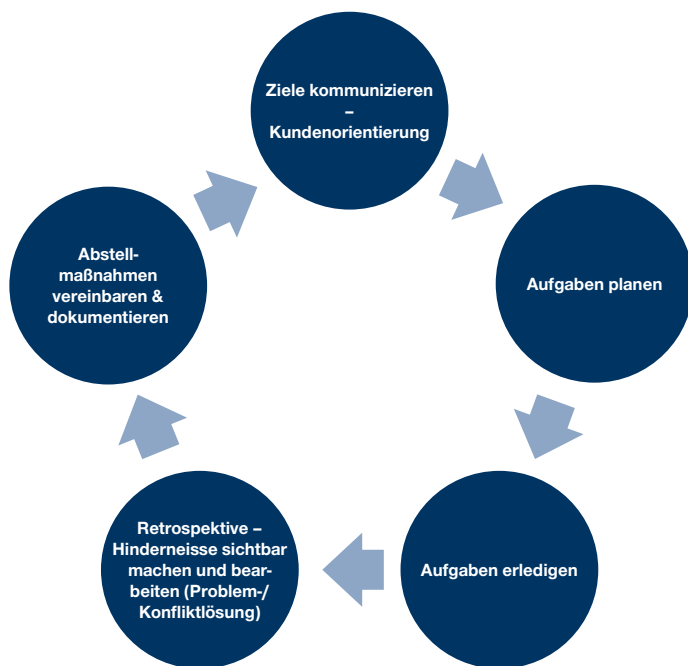 Ziele kommunizieren
–
Kundenorientierung
Aufgaben planen
Aufgaben erledigen
Retrospektive –
Hinderneisse sichtbar
machen und bear-
beiten (Problem-/
Konfliktlösung)
Abstell-
maßnahmen
vereinbaren &
dokumentieren